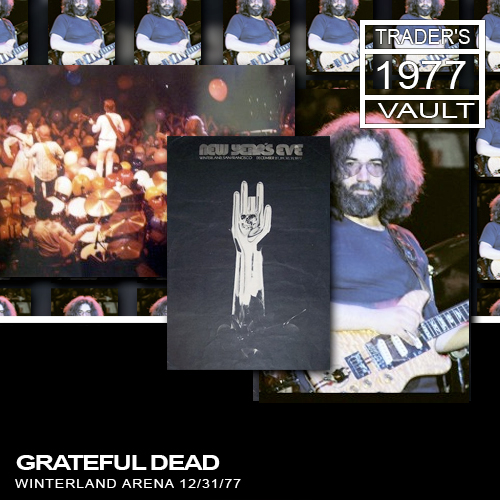 TRADER'S
1977
VAULT
NEW YEAR'S EVE
GRATEFUL DEAD
WINTERLAND ARENA 12/31/77